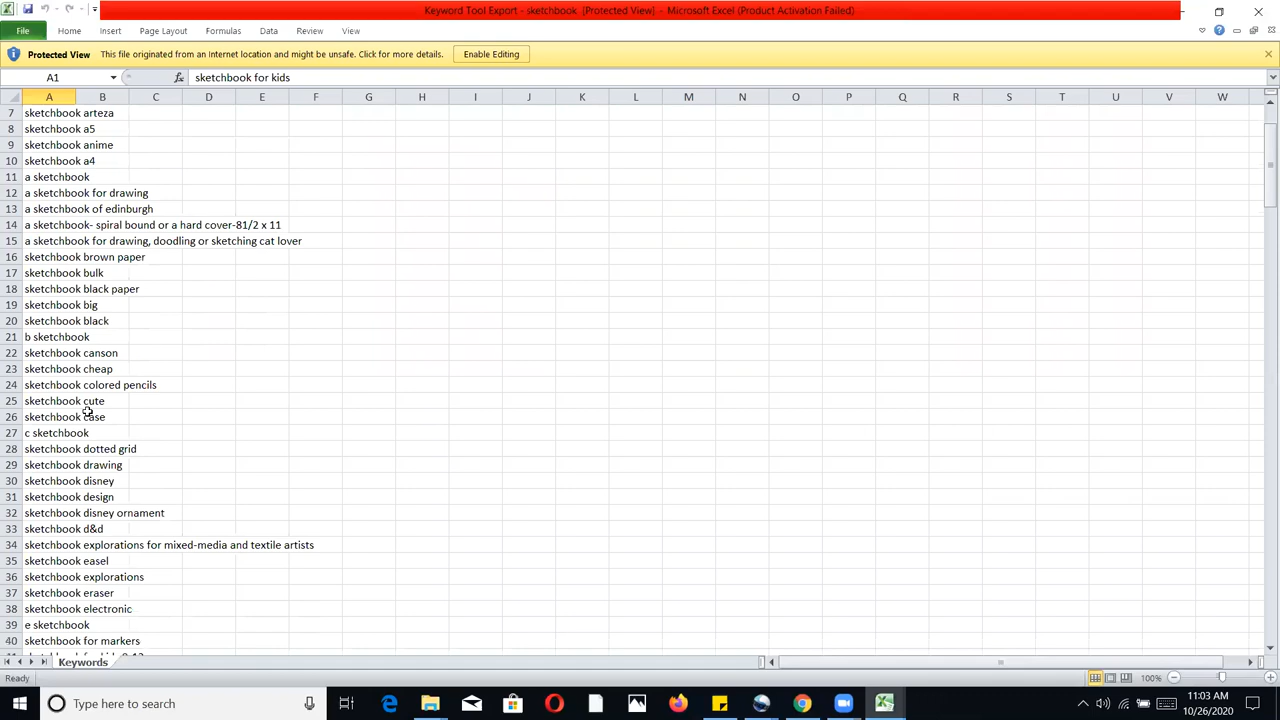 Keyword Tool Export - sketchbook [Protected View] - Microsoft Excel (Product Activation Failed)
File Home Insert Page Layout Formulas Data Review View
Protected View This file originated from an Internet location and might be unsafe. Click for more details. Enable Editing
A1 fx sketchbook for kids
A B C D E F G H I J K L M N O P Q R S T U V W
7 sketchbook arteza
8 sketchbook a5
9 sketchbook anime
10 sketchbook a4
11 a sketchbook
12 a sketchbook for drawing
13 a sketchbook of edinburgh
14 a sketchbook- spiral bound or a hard cover-81/2 x 11
15 a sketchbook for drawing, doodling or sketching cat lover
16 sketchbook brown paper
17 sketchbook bulk
18 sketchbook black paper
19 sketchbook big
20 sketchbook black
21 b sketchbook
22 sketchbook canson
23 sketchbook cheap
24 sketchbook colored pencils
25 sketchbook cute
26 sketchbook case
27 c sketchbook
28 sketchbook dotted grid
29 sketchbook drawing
30 sketchbook disney
31 sketchbook design
32 sketchbook disney ornament
33 sketchbook d&d
34 sketchbook explorations for mixed-media and textile artists
35 sketchbook easel
36 sketchbook explorations
37 sketchbook eraser
38 sketchbook electronic
39 e sketchbook
40 sketchbook for markers
Keywords
Ready 100%
Type here to search 11:03 AM
10/26/2020